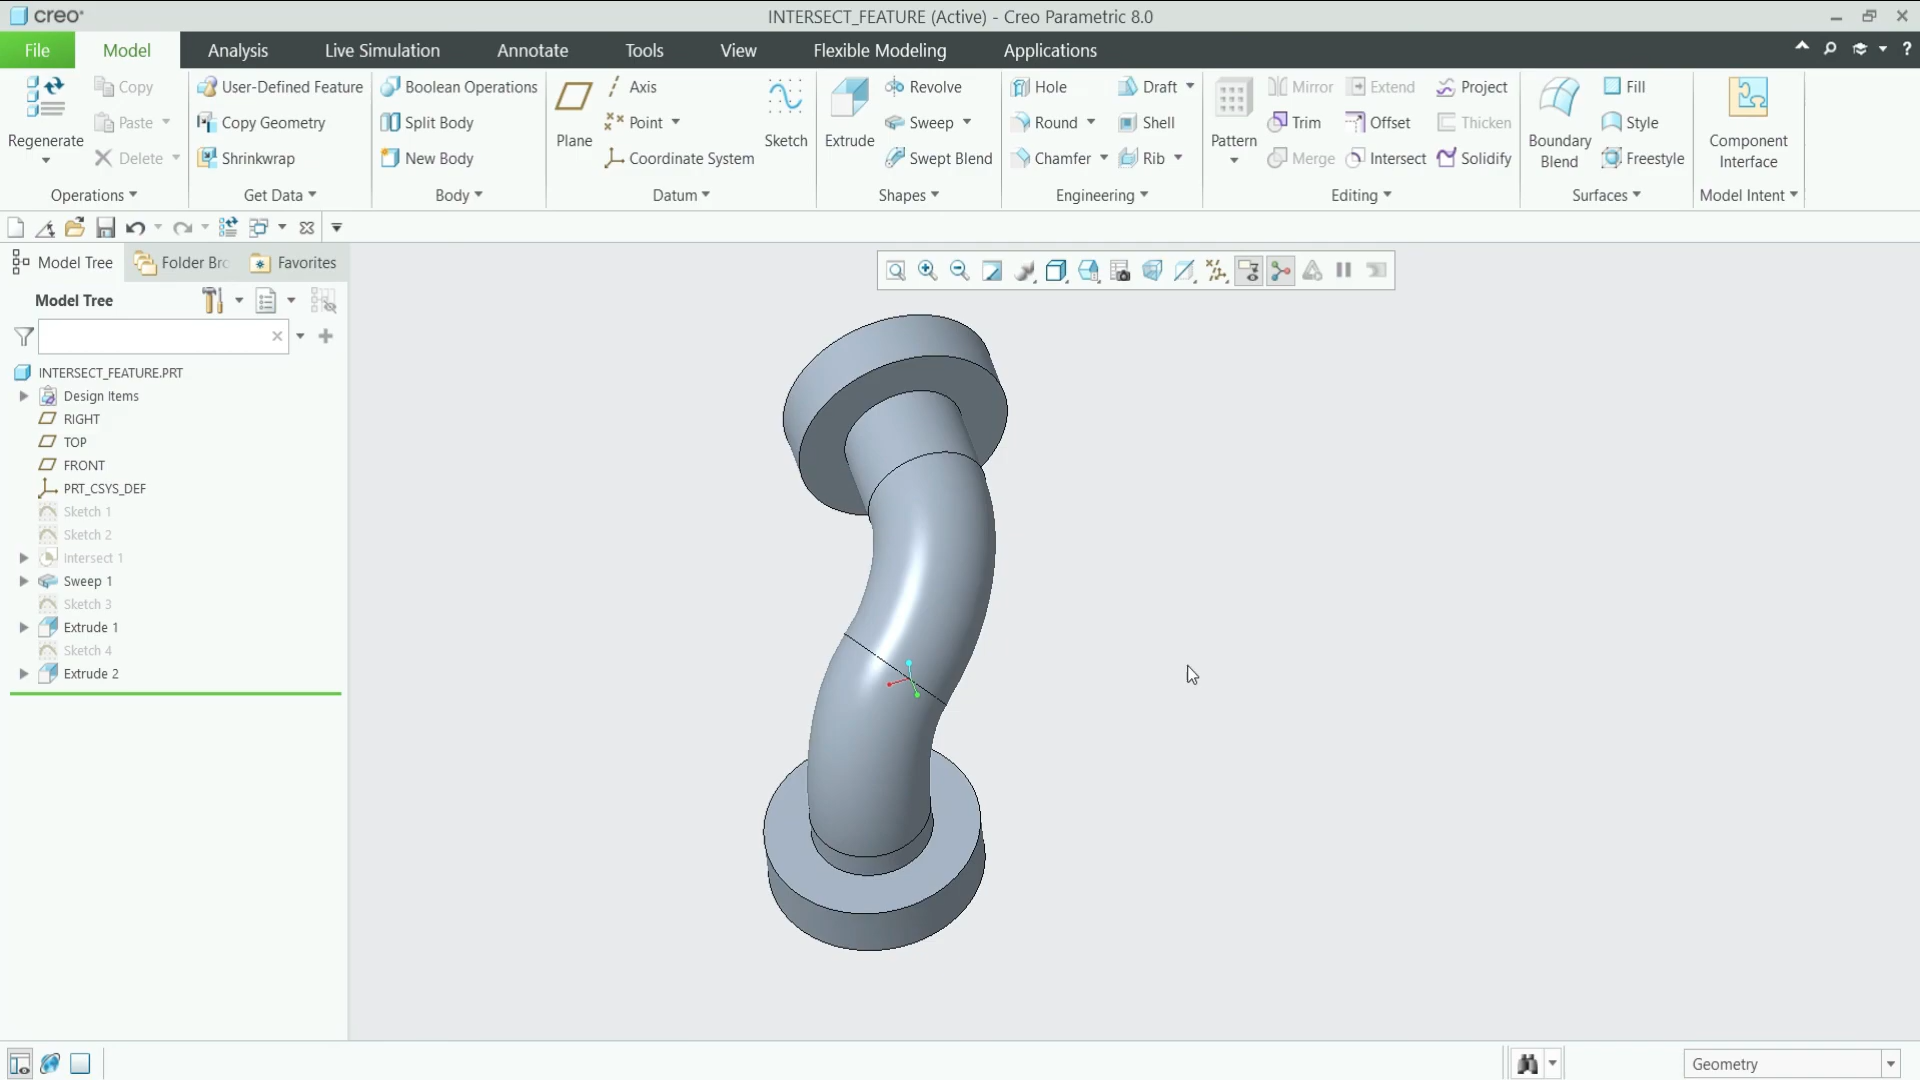 creo
INTERSECT_FEATURE (Active) - Creo Parametric 8.0
File Model Analysis Live Simulation Annotate Tools View Flexible Modeling Applications
Regenerate
Copy
Paste
Delete
Operations
User-Defined Feature
Copy Geometry
Shrinkwrap
Get Data
Boolean Operations
Split Body
New Body
Body
Plane
Axis
Point
Coordinate System
Sketch
Datum
Extrude
Revolve
Sweep
Swept Blend
Shapes
Hole
Round
Chamfer
Draft
Shell
Rib
Engineering
Pattern
Mirror
Trim
Merge
Extend
Offset
Intersect
Project
Thicken
Solidify
Editing
Boundary
Blend
Fill
Style
Freestyle
Surfaces
Component
Interface
Model Intent
Model Tree Folder Bro Favorites
Model Tree
INTERSECT_FEATURE.PRT
Design Items
RIGHT
TOP
FRONT
PRT_CSYS_DEF
Sketch 1
Sketch 2
Intersect 1
Sweep 1
Sketch 3
Extrude 1
Sketch 4
Extrude 2
Geometry